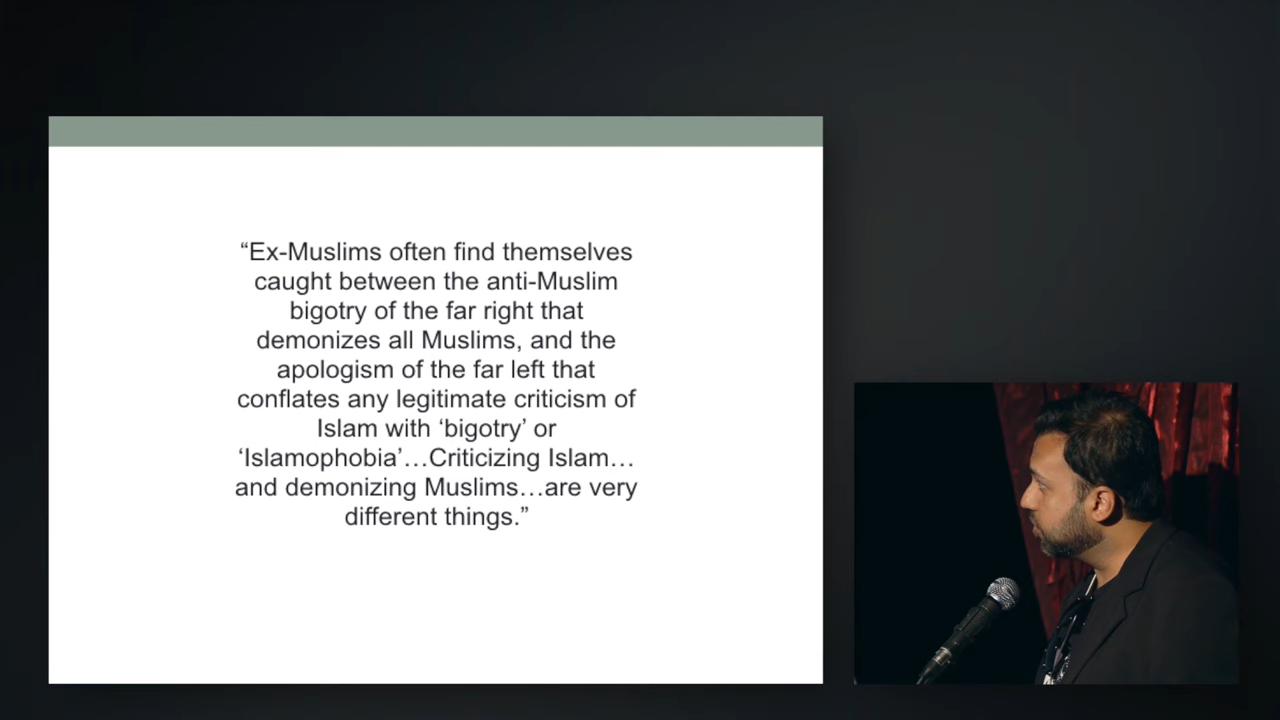 “Ex-Muslims often find themselves
caught between the anti-Muslim
bigotry of the far right that
demonizes all Muslims, and the
apologism of the far left that
conflates any legitimate criticism of
Islam with ‘bigotry’ or
‘Islamophobia’…Criticizing Islam…
and demonizing Muslims…are very
different things.”